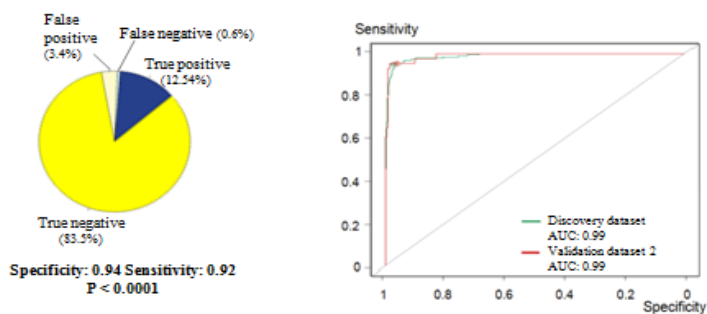 False
positive
(3.4%)
False negative (0.6%)
True positive
(12.54%)
True negative
(83.5%)
Specificity: 0.94 Sensitivity: 0.92
P < 0.0001
Sensitivity
1
0.8
0.6
0.4
0.2
0
Discovery dataset
AUC: 0.99
Validation dataset 2
AUC: 0.99
1 0.8 0.6 0.4 0.2 0
Specificity